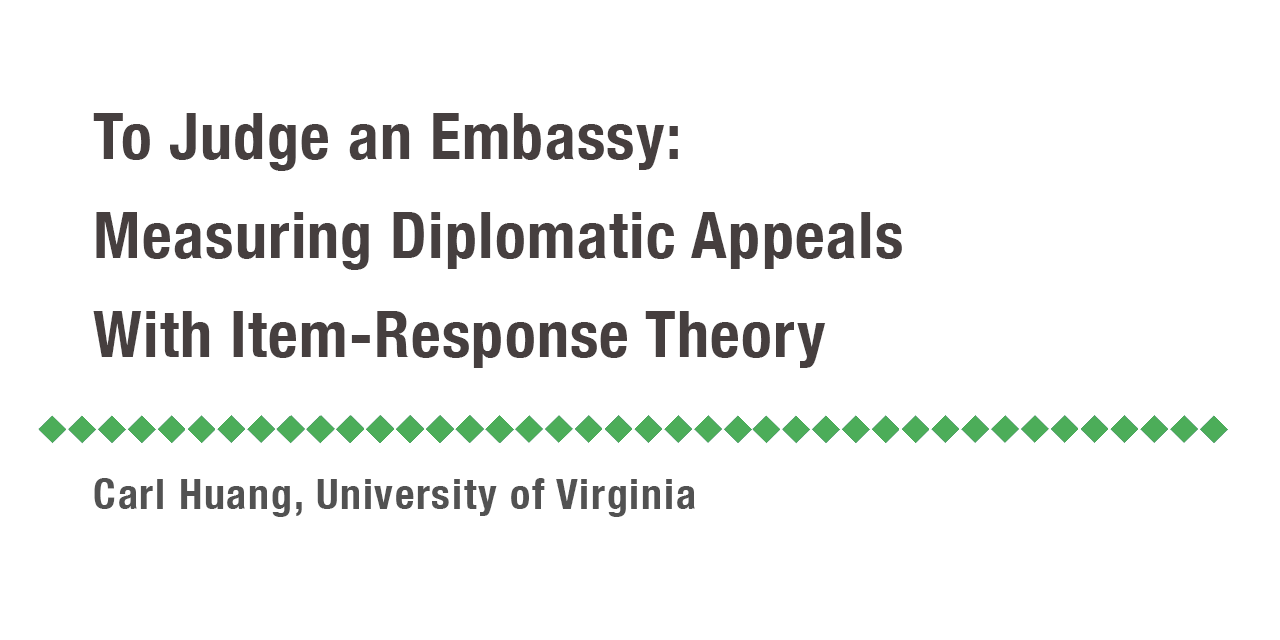 To Judge an Embassy:
Measuring Diplomatic Appeals
With Item-Response Theory
Carl Huang, University of Virginia